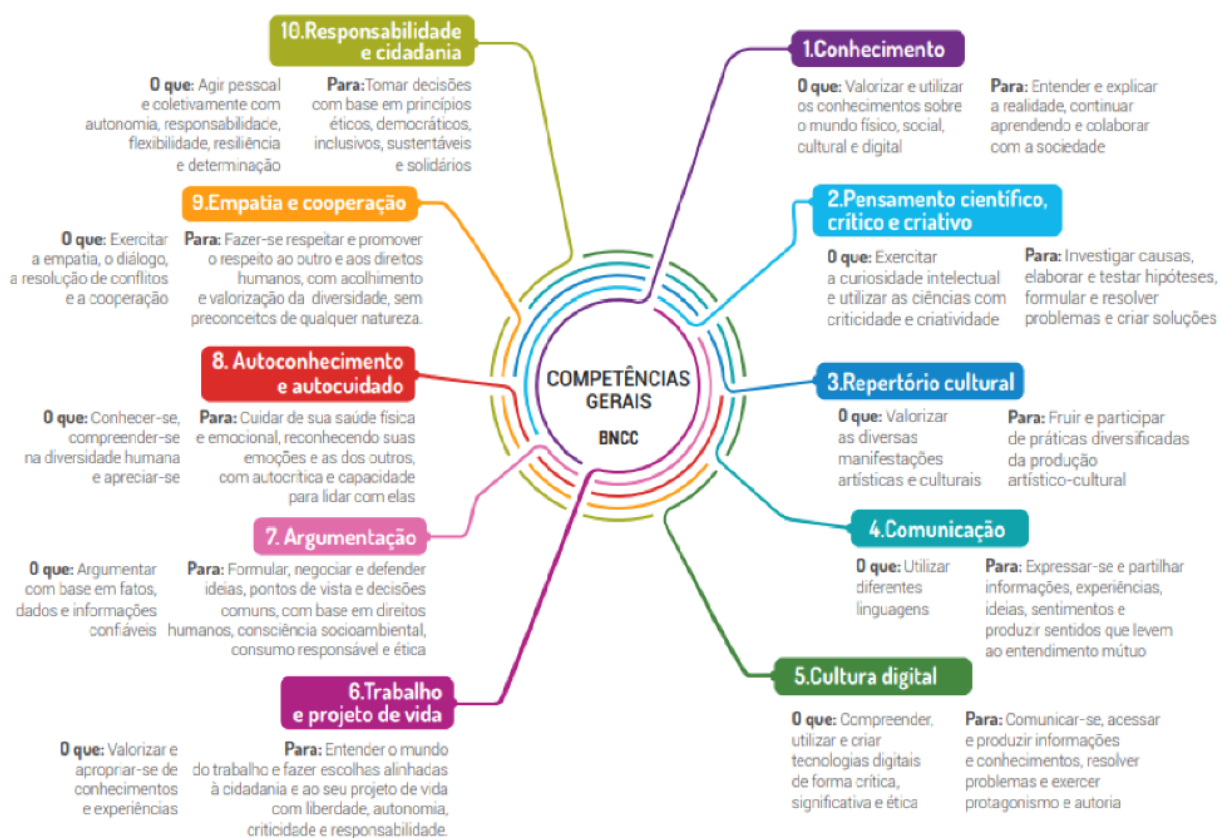 COMPETÊNCIAS
GERAIS
BNCC
1.Conhecimento
O que: Valorizar e utilizar
os conhecimentos sobre
o mundo físico, social,
cultural e digital
Para: Entender e explicar
a realidade, continuar
aprendendo e colaborar
com a sociedade
2.Pensamento científico,
crítico e criativo
O que: Exercitar
a curiosidade intelectual
e utilizar as ciências com
criticidade e criatividade
Para: Investigar causas,
elaborar e testar hipóteses,
formular e resolver
problemas e criar soluções
3.Repertório cultural
O que: Valorizar
as diversas
manifestações
artísticas e culturais
Para: Fruir e participar
de práticas diversificadas
da produção
artístico-cultural
4.Comunicação
O que: Utilizar
diferentes
linguagens
Para: Expressar-se e partilhar
informações, experiências,
ideias, sentimentos e
produzir sentidos que levem
ao entendimento mútuo
5.Cultura digital
O que: Compreender,
utilizar e criar
tecnologias digitais
de forma crítica,
significativa e ética
Para: Comunicar-se, acessar
e produzir informações
e conhecimentos, resolver
problemas e exercer
protagonismo e autoria
6.Trabalho
e projeto de vida
O que: Valorizar e
apropriar-se de
conhecimentos
e experiências
Para: Entender o mundo
do trabalho e fazer escolhas alinhadas
à cidadania e ao seu projeto de vida
com liberdade, autonomia,
criticidade e responsabilidade.
7. Argumentação
O que: Argumentar
com base em fatos,
dados e informações
confiáveis
Para: Formular, negociar e defender
ideias, pontos de vista e decisões
comuns, com base em direitos
humanos, consciência socioambiental,
consumo responsável e ética
8. Autoconhecimento
e autocuidado
O que: Conhecer-se,
compreender-se
na diversidade humana
e apreciar-se
Para: Cuidar de sua saúde física
e emocional, reconhecendo suas
emoções e as dos outros,
com autocrítica e capacidade
para lidar com elas
9.Empatia e cooperação
O que: Exercitar
a empatia, o diálogo,
a resolução de conflitos
e a cooperação
Para: Fazer-se respeitar e promover
o respeito ao outro e aos direitos
humanos, com acolhimento
e valorização da diversidade, sem
preconceitos de qualquer natureza.
10.Responsabilidade
e cidadania
O que: Agir pessoal
e coletivamente com
autonomia, responsabilidade,
flexibilidade, resiliência
e determinação
Para:Tomar decisões
com base em princípios
éticos, democráticos,
inclusivos, sustentáveis
e solidários